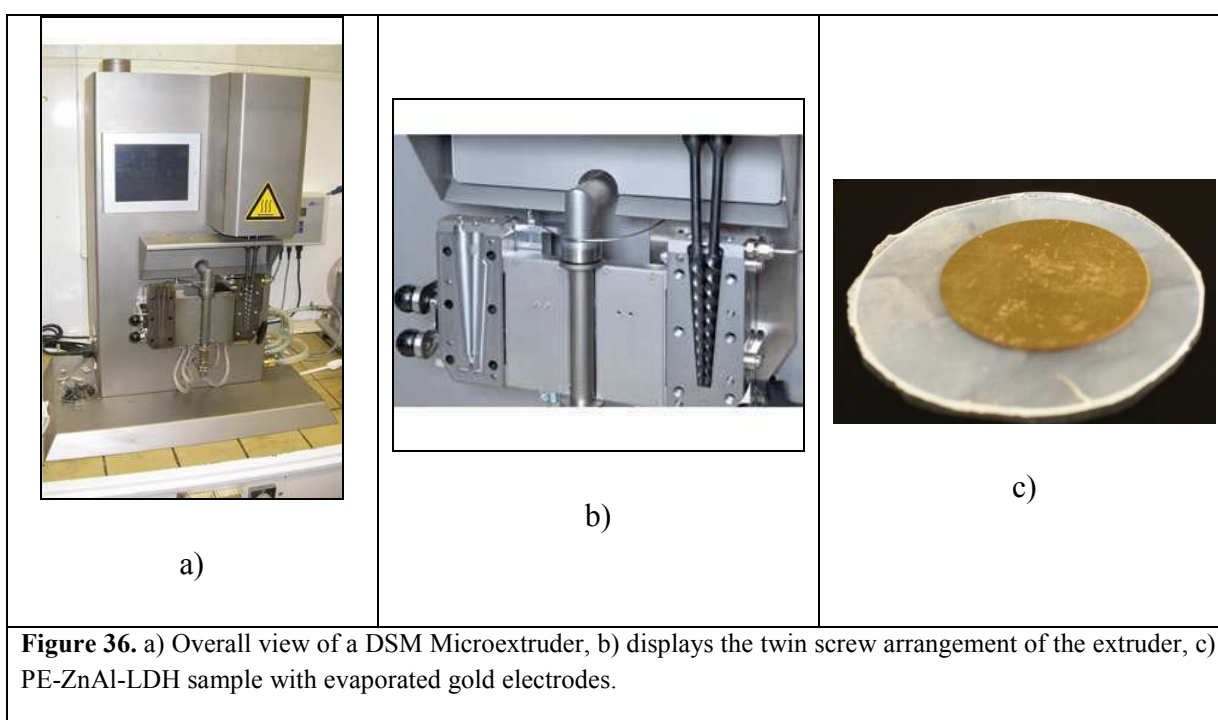 a)
b)
c)
Figure 36. a) Overall view of a DSM Microextruder, b) displays the twin screw arrangement of the extruder, c)
PE-ZnAl-LDH sample with evaporated gold electrodes.